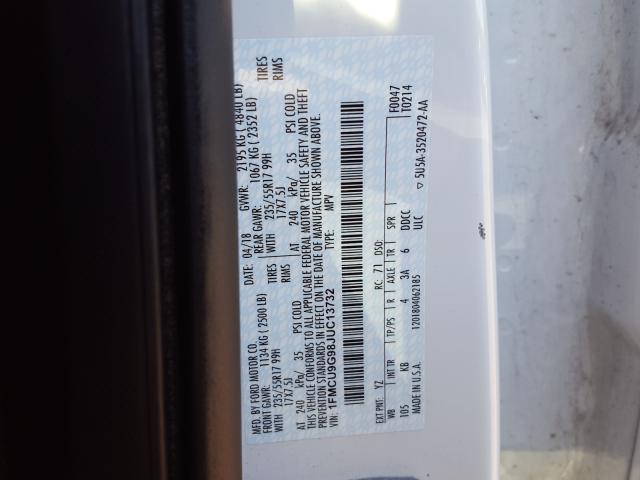 MFD. BY FORD MOTOR CO.
DATE: 04/18 GVWR: 2195 KG ( 4840 LB)
FRONT GAWR: 1134 KG ( 2500 LB) REAR GAWR: 1067 KG ( 2352 LB)
235/55R17 99H TIRES WITH 235/55R17 99H TIRES
17X7.5J RIMS 17X7.5J RIMS
AT 240 kPa/ 35 PSI COLD AT 240 kPa/ 35 PSI COLD
THIS VEHICLE CONFORMS TO ALL APPLICABLE FEDERAL MOTOR VEHICLE SAFETY AND THEFT
PREVENTION STANDARDS IN EFFECT ON THE DATE OF MANUFACTURE SHOWN ABOVE.
VIN: 1FMCU9G98JUC13732 TYPE: MPV
F0047
T0214
EXT PNT: YZ RC: 71 DSO:
WB INT TR TP/PS R AXLE TR SPR
105 KB 4 3A 6 DDCC
ULC
MADE IN U.S.A. 1201804062185 5U5A-3520472-AA